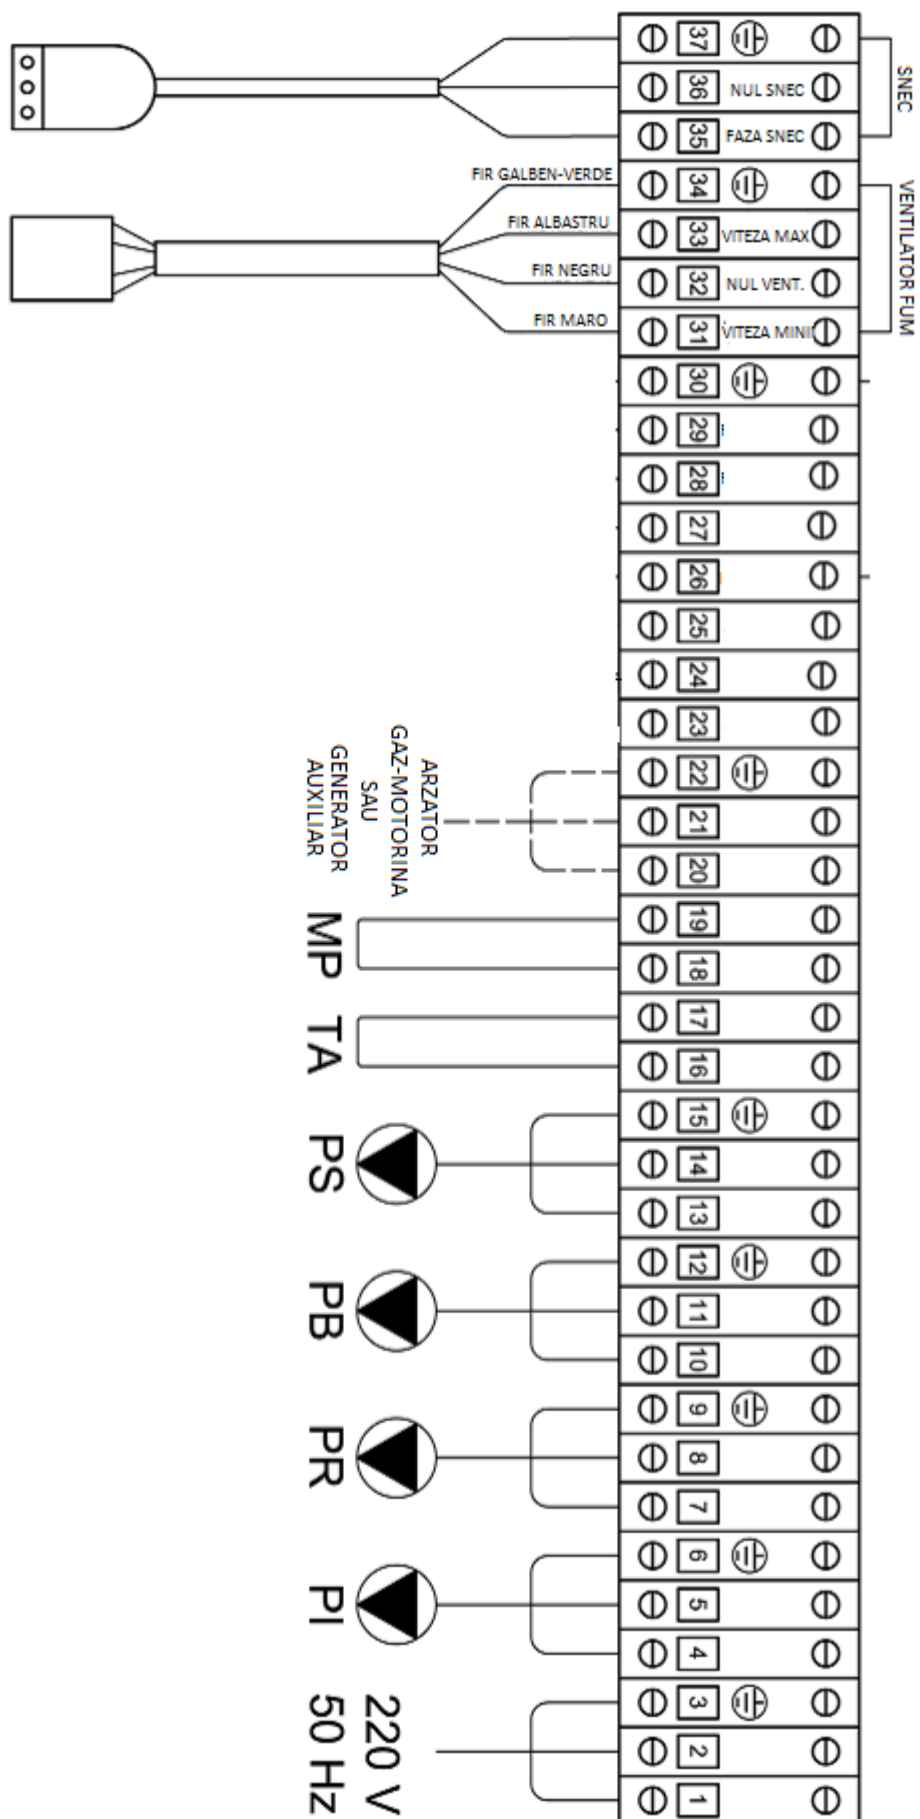 37
36 NUL SNEC
35 FAZA SNEC
SNEC
FIR GALBEN-VERDE 34
FIR ALBASTRU 33 VITEZA MAX
FIR NEGRU 32 NUL VENT.
FIR MARO 31 VITEZA MINII
VENTILATOR FUM
30
29
28
27
26
25
24
23
22
21
20
ARZATOR
GAZ-MOTORINA
SAU
GENERATOR
AUXILIAR
19
18
MP
17
16
TA
15
14
13
PS
12
11
10
PB
9
8
7
PR
6
5
4
PI
3
2
1
220 V
50 Hz